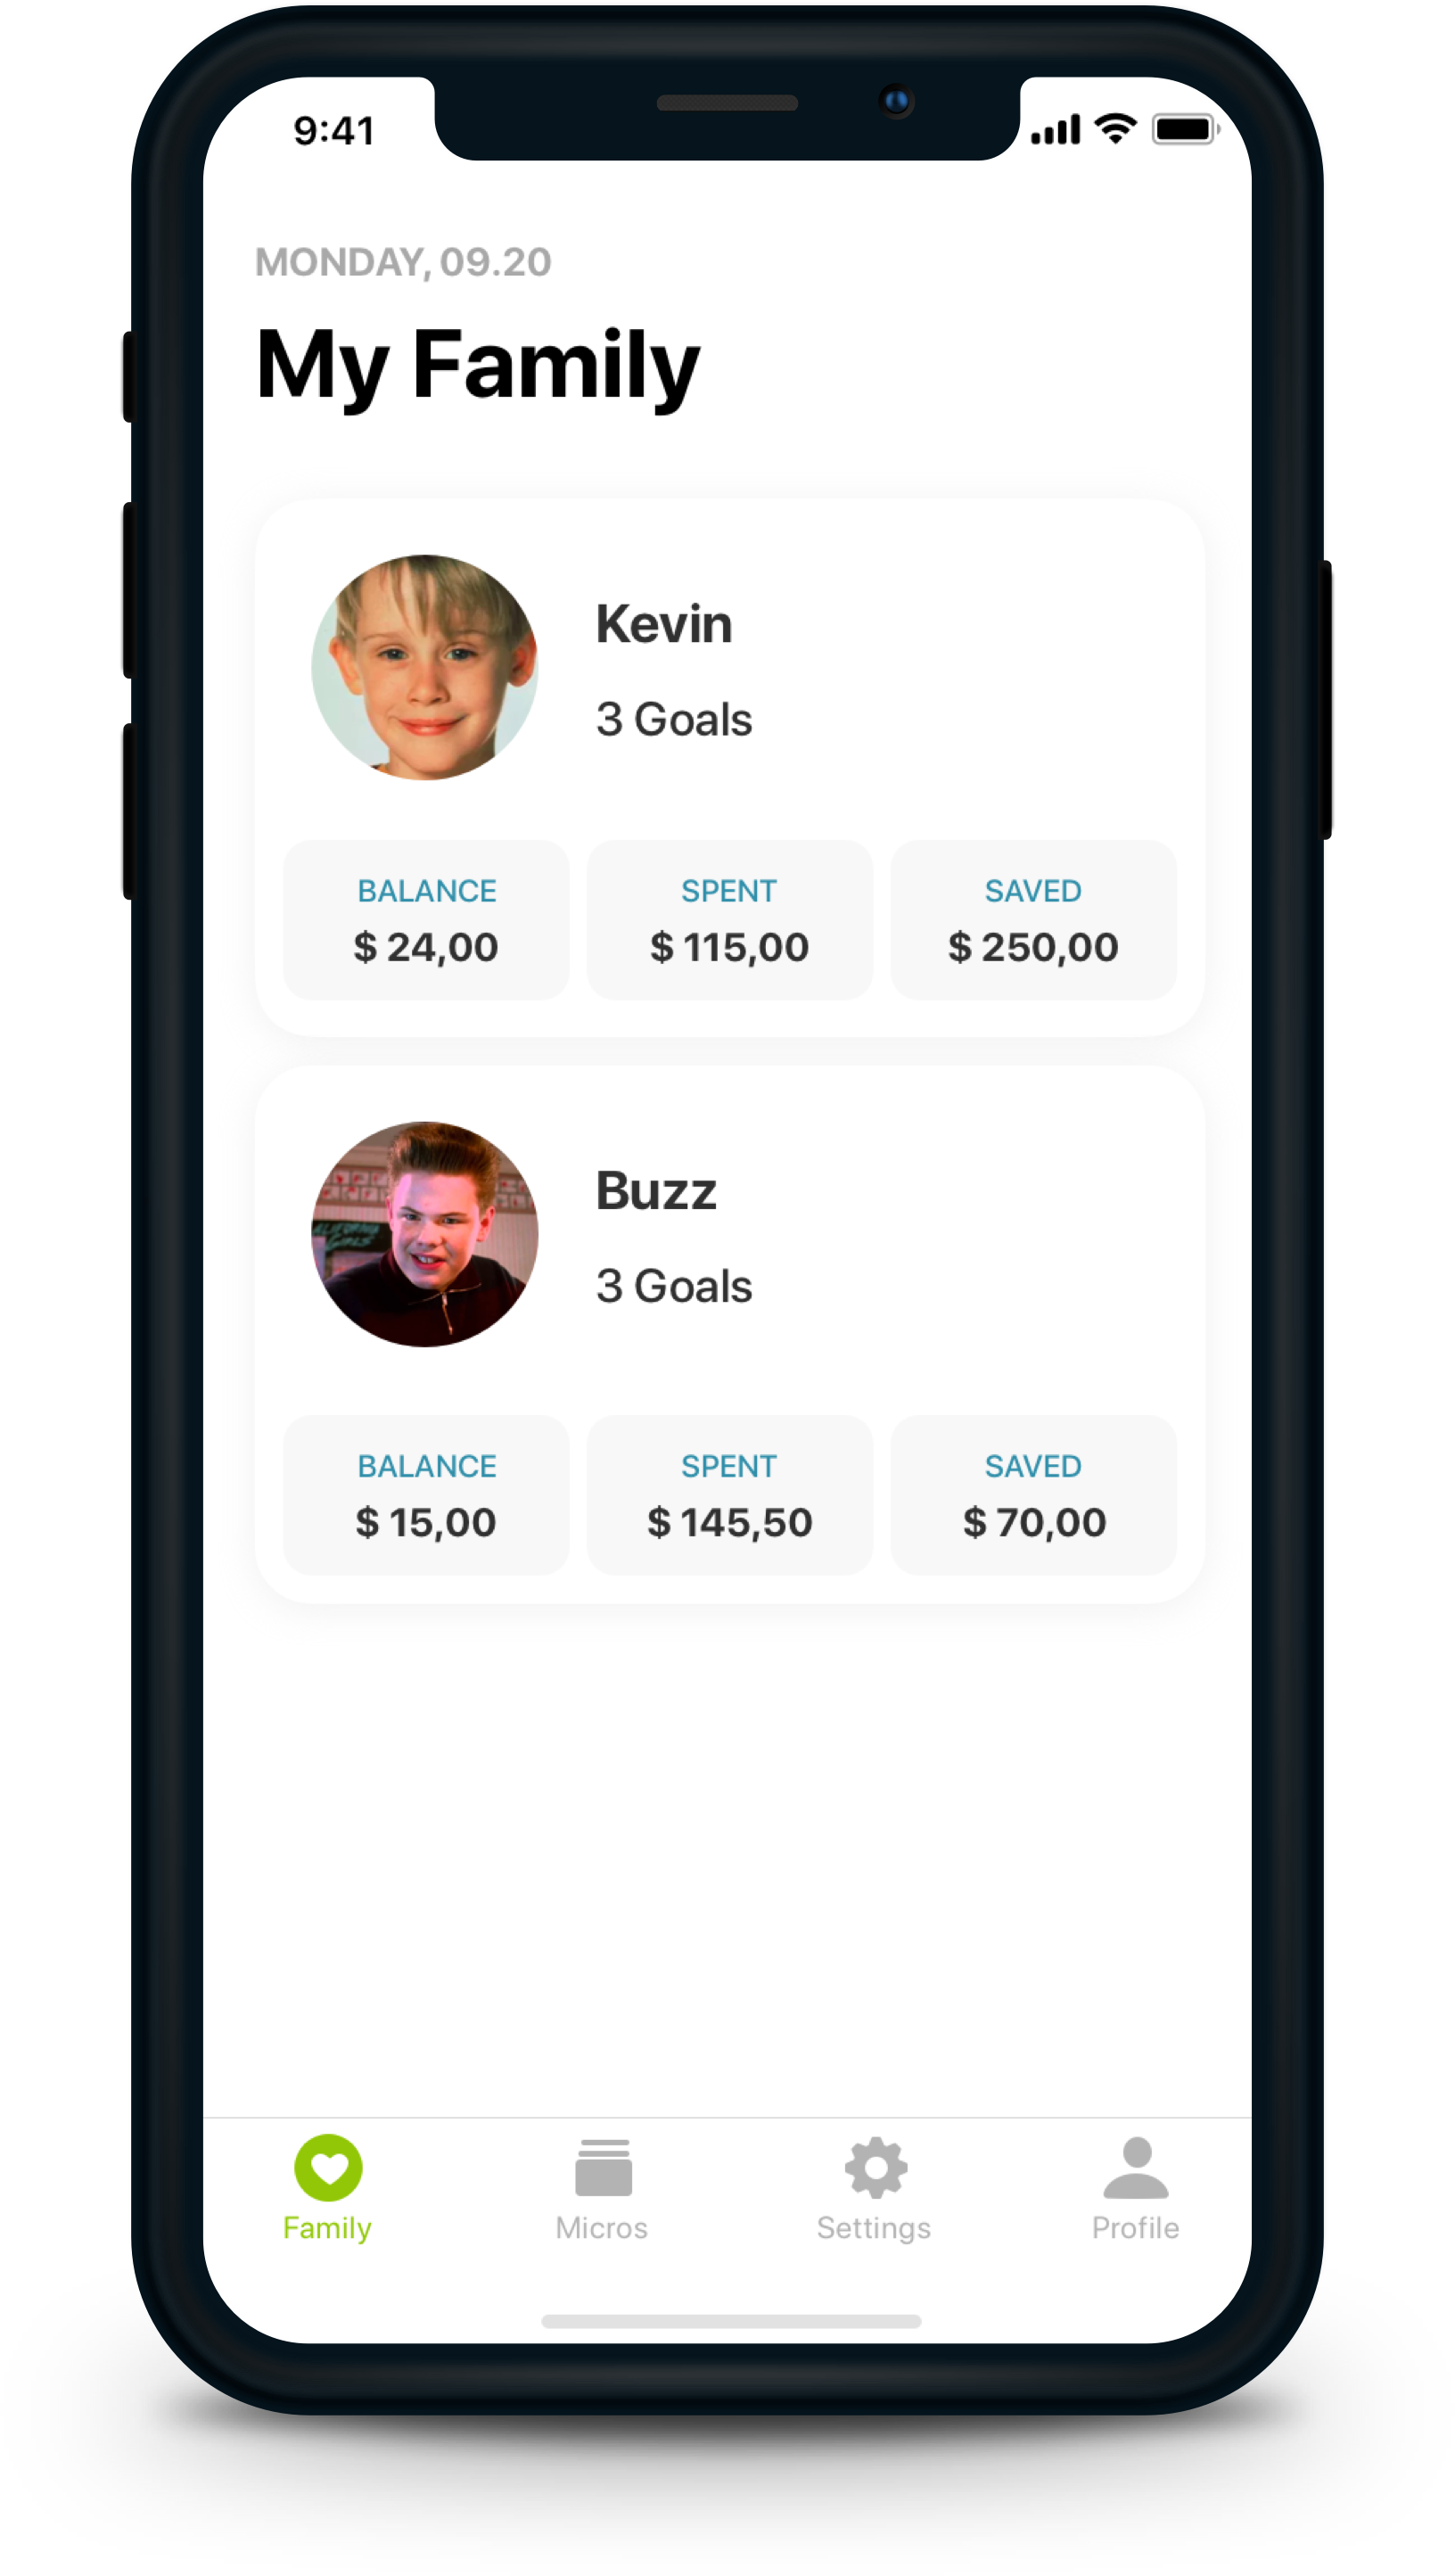 9:41
MONDAY, 09.20
My Family
Kevin
3 Goals
BALANCE SPENT SAVED
$ 24,00 $ 115,00 $ 250,00
Buzz
3 Goals
BALANCE SPENT SAVED
$ 15,00 $ 145,50 $ 70,00
Family Micros Settings Profile